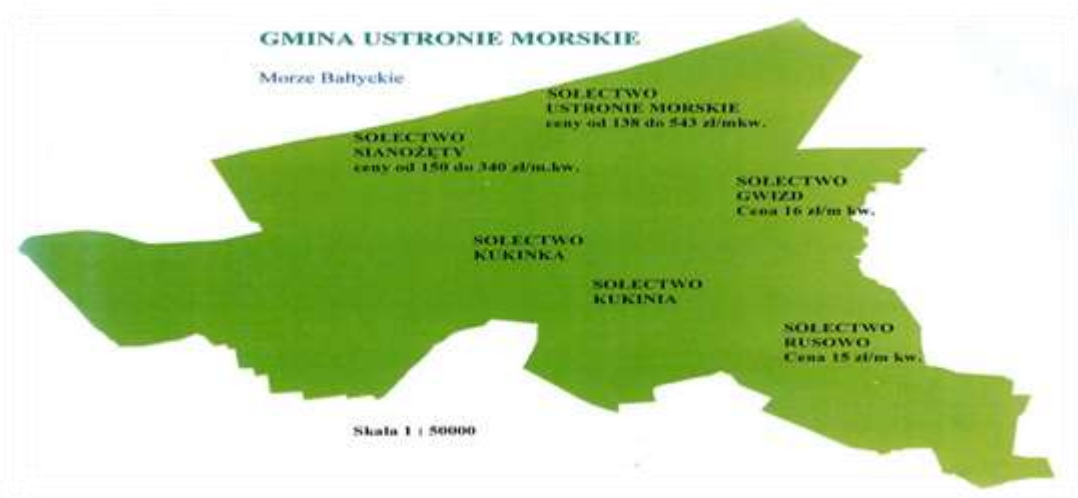 GMINA USTRONIE MORSKIE
Morze Bałtyckie
SOŁECTWO
USTRONIE MORSKIE
ceny od 138 do 543 zł/mkw.
SOŁECTWO
SIANOŻĘTY
ceny od 150 do 340 zł/m.kw.
SOŁECTWO
GWIZD
Cena 16 zł/m kw.
SOŁECTWO
KUKINKA
SOŁECTWO
KUKINIA
SOŁECTWO
RUSOWO
Cena 15 zł/m kw.
Skala 1 : 50000